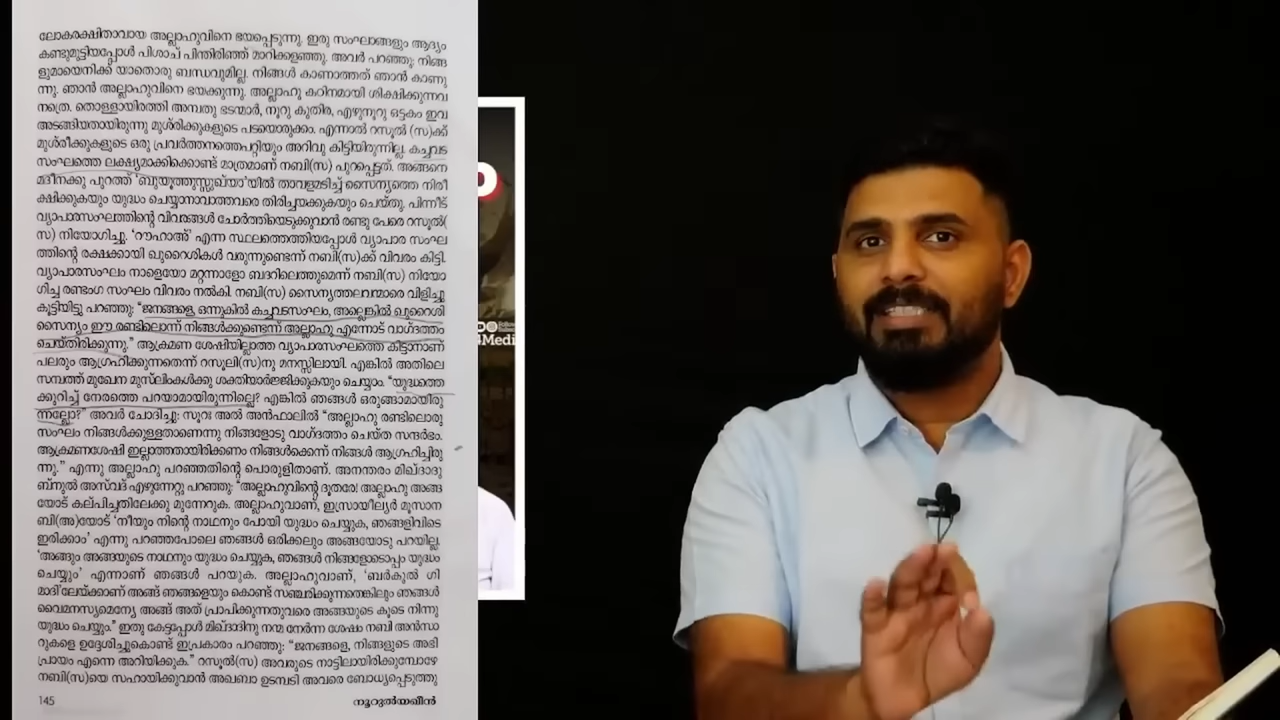 ലോകരക്ഷിതാവായ അല്ലാഹുവിനെ ഭയപ്പെടുന്നു. ഇരു സംഘങ്ങളും ആദ്യം
കണ്ടുമുട്ടിയപ്പോൾ പിശാച് പിന്തിരിഞ്ഞ് മാറിക്കളഞ്ഞു. അവർ പറഞ്ഞു: നിങ്ങ
ളുമായെനിക്ക് യാതൊരു ബന്ധവുമില്ല. നിങ്ങൾ കാണാത്തത് ഞാൻ കാണു
ന്നു. ഞാൻ അല്ലാഹുവിനെ ഭയക്കുന്നു. അല്ലാഹു കഠിനമായി ശിക്ഷിക്കുന്നവ
നത്രെ. തൊള്ളായിരത്തി അമ്പതു ഭടന്മാർ, നൂറു കുതിര, എഴുനൂറു ഒട്ടകം ഇവ
അടങ്ങിയതായിരുന്നു മുശ്‌രിക്കുകളുടെ പടയൊരുക്കം. എന്നാൽ റസൂൽ (സ)ക്ക്
മുശ്‌രീക്കുകളുടെ ഒരു പ്രവർത്തനത്തെപറ്റിയും അറിവു കിട്ടിയിരുന്നില്ല. കച്ചവട
സംഘത്തെ ലക്ഷ്യമാക്കിക്കൊണ്ട് മാത്രമാണ് നബി(സ) പുറപ്പെട്ടത്. അങ്ങനെ
മദീനക്കു പുറത്ത് 'ബുയൂത്തുസ്സുഖ്‌യാ'യിൽ താവളമടിച്ച് സൈന്യത്തെ നിരീ
ക്ഷിക്കുകയും യുദ്ധം ചെയ്യാനാവാത്തവരെ തിരിച്ചയക്കുകയും ചെയ്തു. പിന്നീട്
വ്യാപാരസംഘത്തിന്റെ വിവരങ്ങൾ ചോർത്തിയെടുക്കുവാൻ രണ്ടു പേരെ റസൂൽ(
സ) നിയോഗിച്ചു. 'റൗഹാഅ്' എന്ന സ്ഥലത്തെത്തിയപ്പോൾ വ്യാപാര സംഘ
ത്തിന്റെ രക്ഷക്കായി ഖുറൈശികൾ വരുന്നുണ്ടെന്ന് നബി(സ)ക്ക് വിവരം കിട്ടി.
വ്യാപാരസംഘം നാളെയോ മറ്റന്നാളോ ബദറിലെത്തുമെന്ന് നബി(സ) നിയോ
ഗിച്ച രണ്ടംഗ സംഘം വിവരം നൽകി. നബി(സ) സൈന്യത്തലവന്മാരെ വിളിച്ചു
കൂട്ടിയിട്ടു പറഞ്ഞു: "ജനങ്ങളെ, ഒന്നുകിൽ കച്ചവടസംഘം, അല്ലെങ്കിൽ ഖുറൈശി
സൈന്യം ഈ രണ്ടിലൊന്ന് നിങ്ങൾക്കുണ്ടെന്ന് അല്ലാഹു എന്നോട് വാഗ്ദത്തം
ചെയ്തിരിക്കുന്നു." ആക്രമണ ശേഷിയില്ലാത്ത വ്യാപാരസംഘത്തെ കിട്ടാനാണ്
പലരും ആഗ്രഹിക്കുന്നതെന്ന് റസൂലി(സ)നു മനസ്സിലായി. എങ്കിൽ അതിലെ
സമ്പത്ത് മുഖേന മുസ്‌ലിംകൾക്കു ശക്തിയാർജ്ജിക്കുകയും ചെയ്യാം. "യുദ്ധത്തെ
ക്കുറിച്ച് നേരത്തെ പറയാമായിരുന്നില്ലെ? എങ്കിൽ ഞങ്ങൾ ഒരുങ്ങാമായിരു
ന്നല്ലോ?" അവർ ചോദിച്ചു: സൂറഃ അൽ അൻഫാലിൽ "അല്ലാഹു രണ്ടിലൊരു
സംഘം നിങ്ങൾക്കുള്ളതാണെന്നു നിങ്ങളോടു വാഗ്ദത്തം ചെയ്ത സന്ദർഭം.
ആക്രമണശേഷി ഇല്ലാത്തതായിരിക്കണം നിങ്ങൾക്കെന്ന് നിങ്ങൾ ആഗ്രഹിച്ചിരു
ന്നു." എന്നു അല്ലാഹു പറഞ്ഞതിന്റെ പൊരുളിതാണ്. അനന്തരം മിഖ്ദാദു
ബ്നുൽ അസ്‌വദ് എഴുന്നേറ്റു പറഞ്ഞു: "അല്ലാഹുവിന്റെ ദൂതരേ! അല്ലാഹു അങ്ങ
യോട് കല്പിച്ചതിലേക്കു മുന്നേറുക. അല്ലാഹുവാണ്, ഇസ്രായീല്യർ മൂസാന
ബി(അ)യോട് 'നീയും നിന്റെ നാഥനും പോയി യുദ്ധം ചെയ്യുക, ഞങ്ങളിവിടെ
ഇരിക്കാം' എന്നു പറഞ്ഞപോലെ ഞങ്ങൾ ഒരിക്കലും അങ്ങയോടു പറയില്ല.
'അങ്ങും അങ്ങയുടെ നാഥനും യുദ്ധം ചെയ്യുക, ഞങ്ങൾ നിങ്ങളോടൊപ്പം യുദ്ധം
ചെയ്യും' എന്നാണ് ഞങ്ങൾ പറയുക. അല്ലാഹുവാണ്, 'ബർകുൽ ഗി
മാദി'ലേയ്ക്കാണ് അങ്ങ് ഞങ്ങളെയും കൊണ്ട് സഞ്ചരിക്കുന്നതെങ്കിലും ഞങ്ങൾ
വൈമനസ്യമെന്യേ അങ്ങ് അത് പ്രാപിക്കുന്നതുവരെ അങ്ങയുടെ കൂടെ നിന്നു
യുദ്ധം ചെയ്യും." ഇതു കേട്ടപ്പോൾ മിഖ്ദാദിനു നന്മ നേർന്ന ശേഷം നബി അൻസാ
റുകളെ ഉദ്ദേശിച്ചുകൊണ്ട് ഇപ്രകാരം പറഞ്ഞു: "ജനങ്ങളെ, നിങ്ങളുടെ അഭി
പ്രായം എന്നെ അറിയിക്കുക." റസൂൽ(സ) അവരുടെ നാട്ടിലായിരിക്കുമ്പോഴേ
നബി(സ)യെ സഹായിക്കുവാൻ അഖബാ ഉടമ്പടി അവരെ ബോധ്യപ്പെടുത്തു
145
നൂറുൽയഖീൻ
4Medi